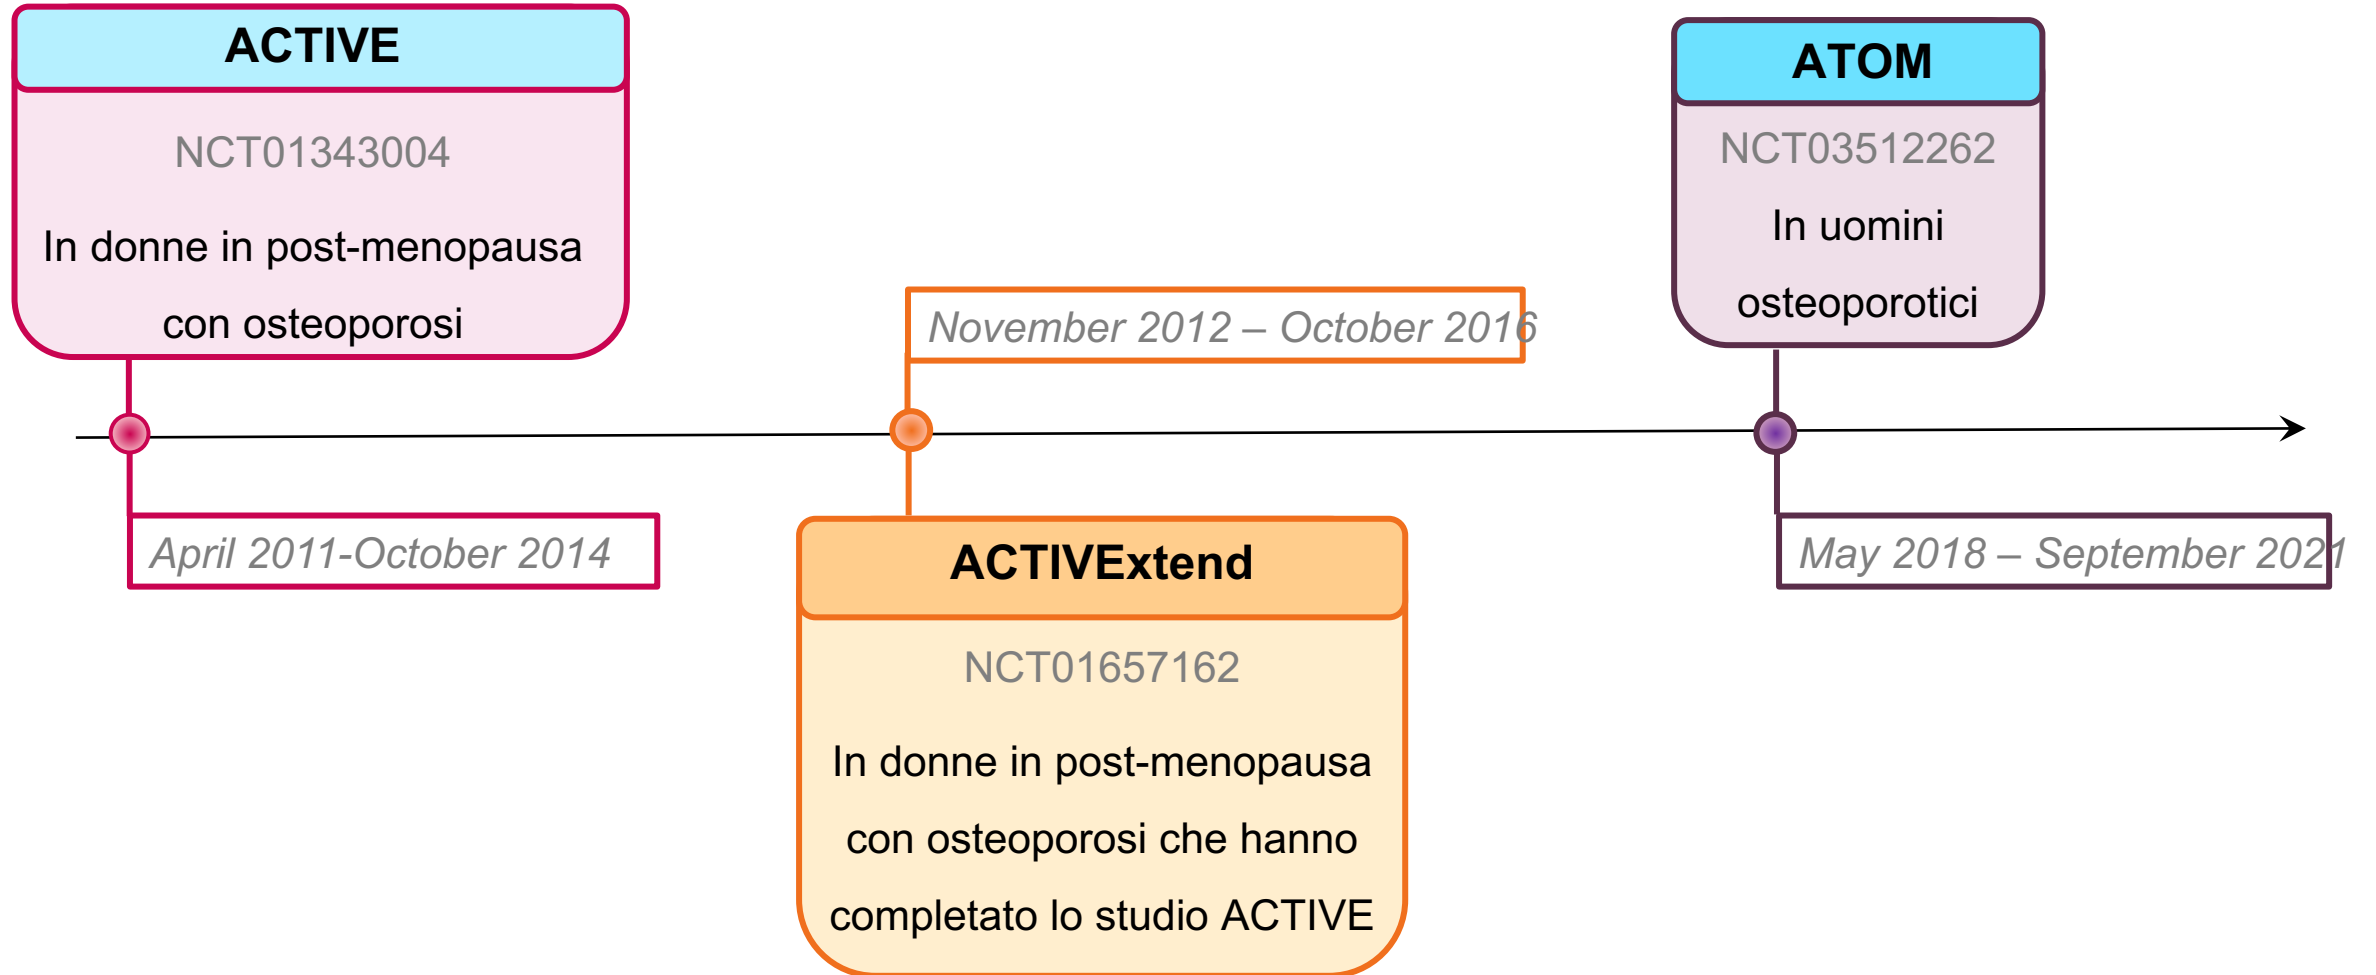 ACTIVE
NCT01343004
In donne in post-menopausa
con osteoporosi
April 2011-October 2014
November 2012 – October 2016
ACTIVExtend
NCT01657162
In donne in post-menopausa
con osteoporosi che hanno
completato lo studio ACTIVE
ATOM
NCT03512262
In uomini
osteoporotici
May 2018 – September 2021